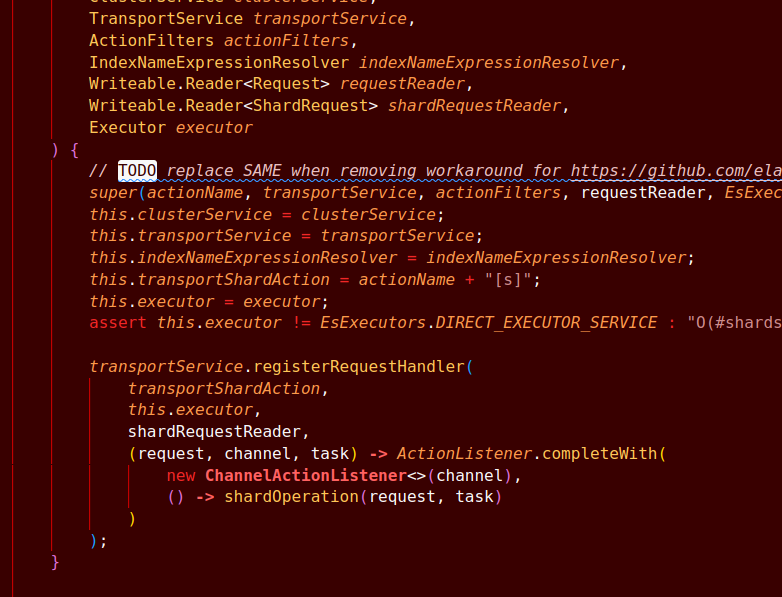 TransportService transportService,
ActionFilters actionFilters,
IndexNameExpressionResolver indexNameExpressionResolver,
Writeable.Reader<Request> requestReader,
Writeable.Reader<ShardRequest> shardRequestReader,
Executor executor
) {
// TODO replace SAME when removing workaround for https://github.com/ela
super(actionName, transportService, actionFilters, requestReader, EsExec
this.clusterService = clusterService;
this.transportService = transportService;
this.indexNameExpressionResolver = indexNameExpressionResolver;
this.transportShardAction = actionName + "[s]";
this.executor = executor;
assert this.executor != EsExecutors.DIRECT_EXECUTOR_SERVICE : "O(#shards
transportService.registerRequestHandler(
transportShardAction,
this.executor,
shardRequestReader,
(request, channel, task) -> ActionListener.completeWith(
new ChannelActionListener<>(channel),
() -> shardOperation(request, task)
)
);
}